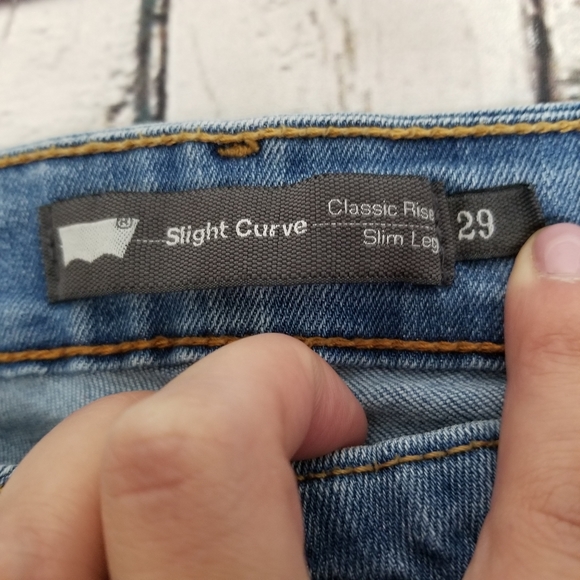 ®
Slight Curve
Classic Rise
Slim Leg
29